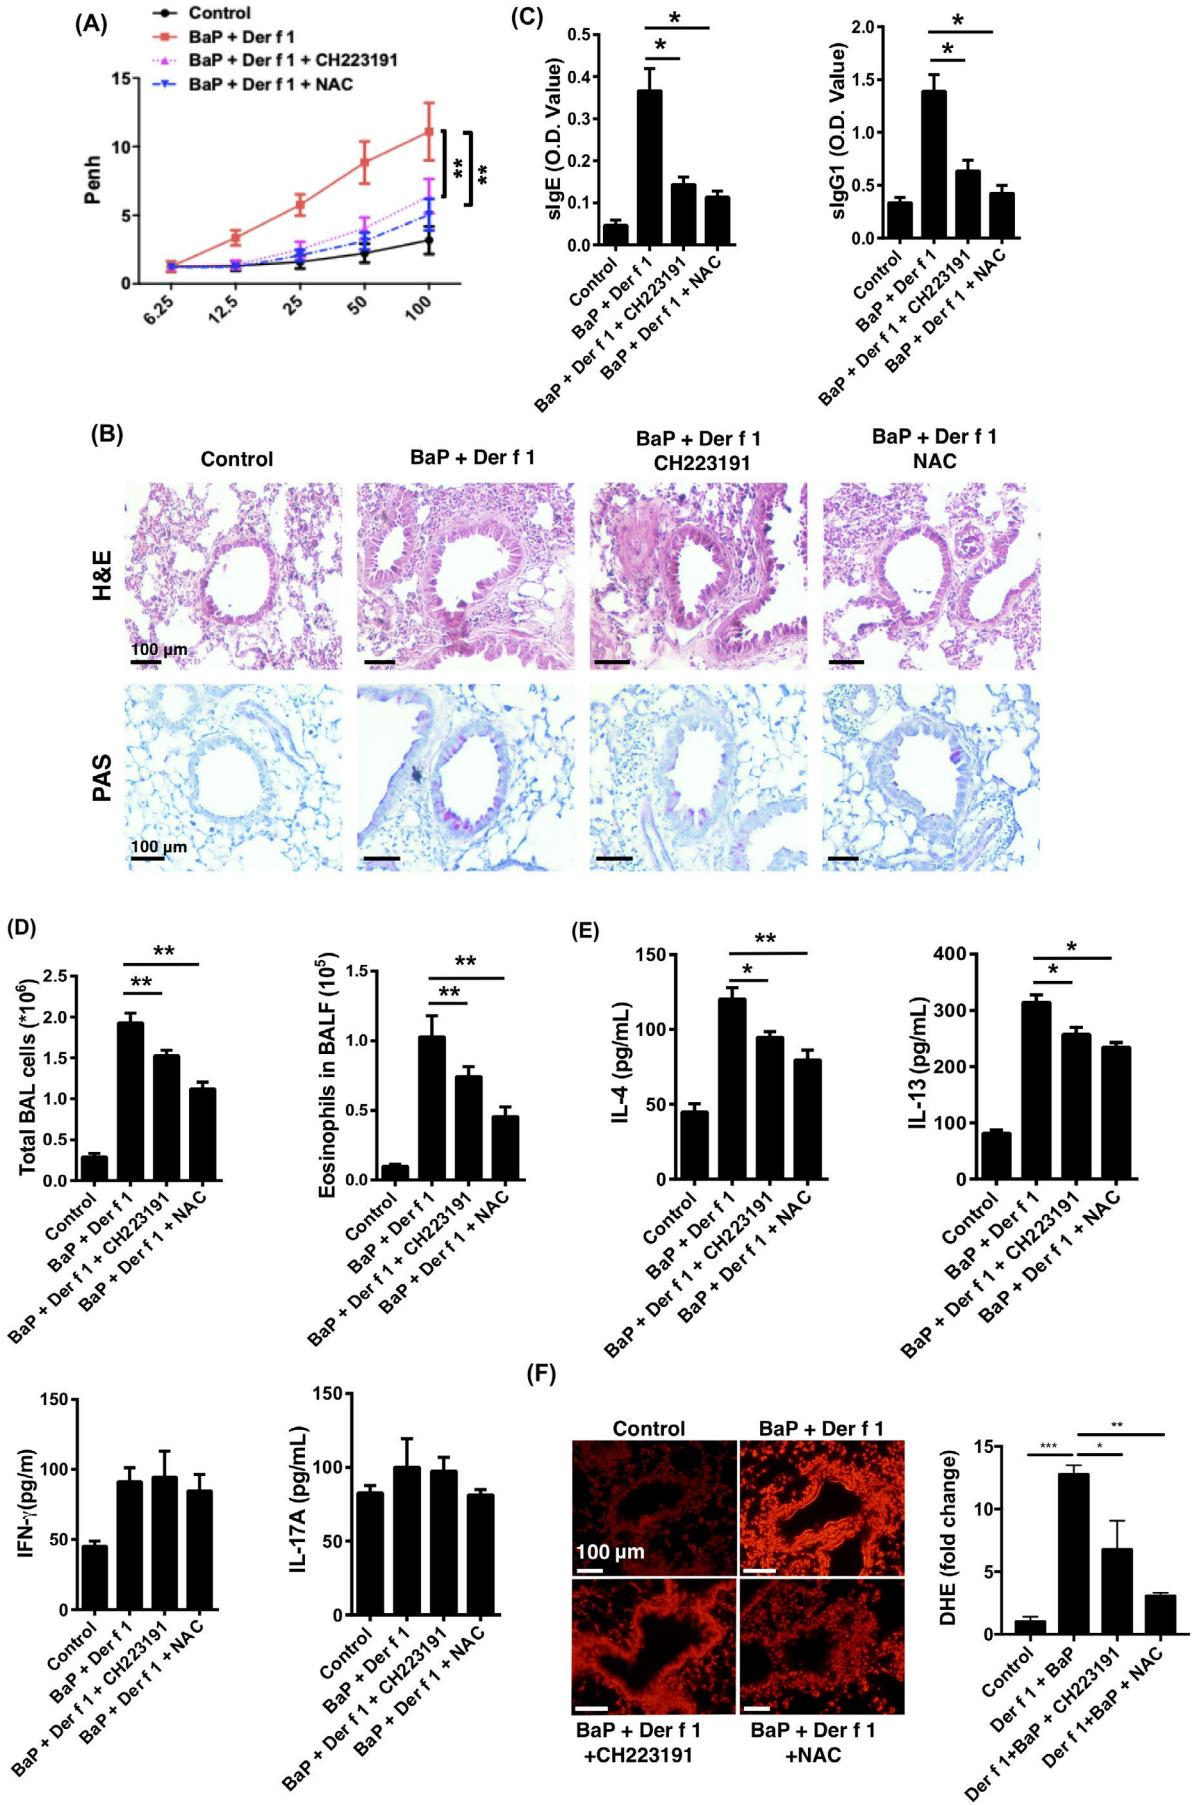 (A)
Control
BaP + Der f 1
BaP + Der f 1 + CH223191
BaP + Der f 1 + NAC
15
10
5
0
Penh
**
**
6.25
12.5
25
50
100
(C)
*
*
0.5
0.4
0.3
0.2
0.1
0.0
sIgE (O.D. Value)
Control
BaP + Der f 1
BaP + Der f 1 + CH223191
BaP + Der f 1 + NAC
*
*
2.0
1.5
1.0
0.5
0.0
sIgG1 (O.D. Value)
Control
BaP + Der f 1
BaP + Der f 1 + CH223191
BaP + Der f 1 + NAC
(B)
Control
BaP + Der f 1
BaP + Der f 1
CH223191
BaP + Der f 1
NAC
H&E
100 µm
PAS
100 µm
(D)
**
**
2.5
2.0
1.5
1.0
0.5
0.0
Total BAL cells (*10⁶)
Control
BaP + Der f 1
BaP + Der f 1 + CH223191
BaP + Der f 1 + NAC
**
**
1.5
1.0
0.5
0.0
Eosinophils in BALF (10⁵)
Control
BaP + Der f 1
BaP + Der f 1 + CH223191
BaP + Der f 1 + NAC
(E)
**
*
150
100
50
0
IL-4 (pg/mL)
Control
BaP + Der f 1
BaP + Der f 1 + CH223191
BaP + Der f 1 + NAC
*
*
400
300
200
100
0
IL-13 (pg/mL)
Control
BaP + Der f 1
BaP + Der f 1 + CH223191
BaP + Der f 1 + NAC
150
100
50
0
IFN-γ(pg/m)
Control
BaP + Der f 1
BaP + Der f 1 + CH223191
BaP + Der f 1 + NAC
150
100
50
0
IL-17A (pg/mL)
Control
BaP + Der f 1
BaP + Der f 1 + CH223191
BaP + Der f 1 + NAC
(F)
Control
BaP + Der f 1
100 µm
BaP + Der f 1
+CH223191
BaP + Der f 1
+NAC
**
***
*
15
10
5
0
DHE (fold change)
Control
Der f 1 + BaP
Der f 1+BaP + CH223191
Der f 1+BaP + NAC